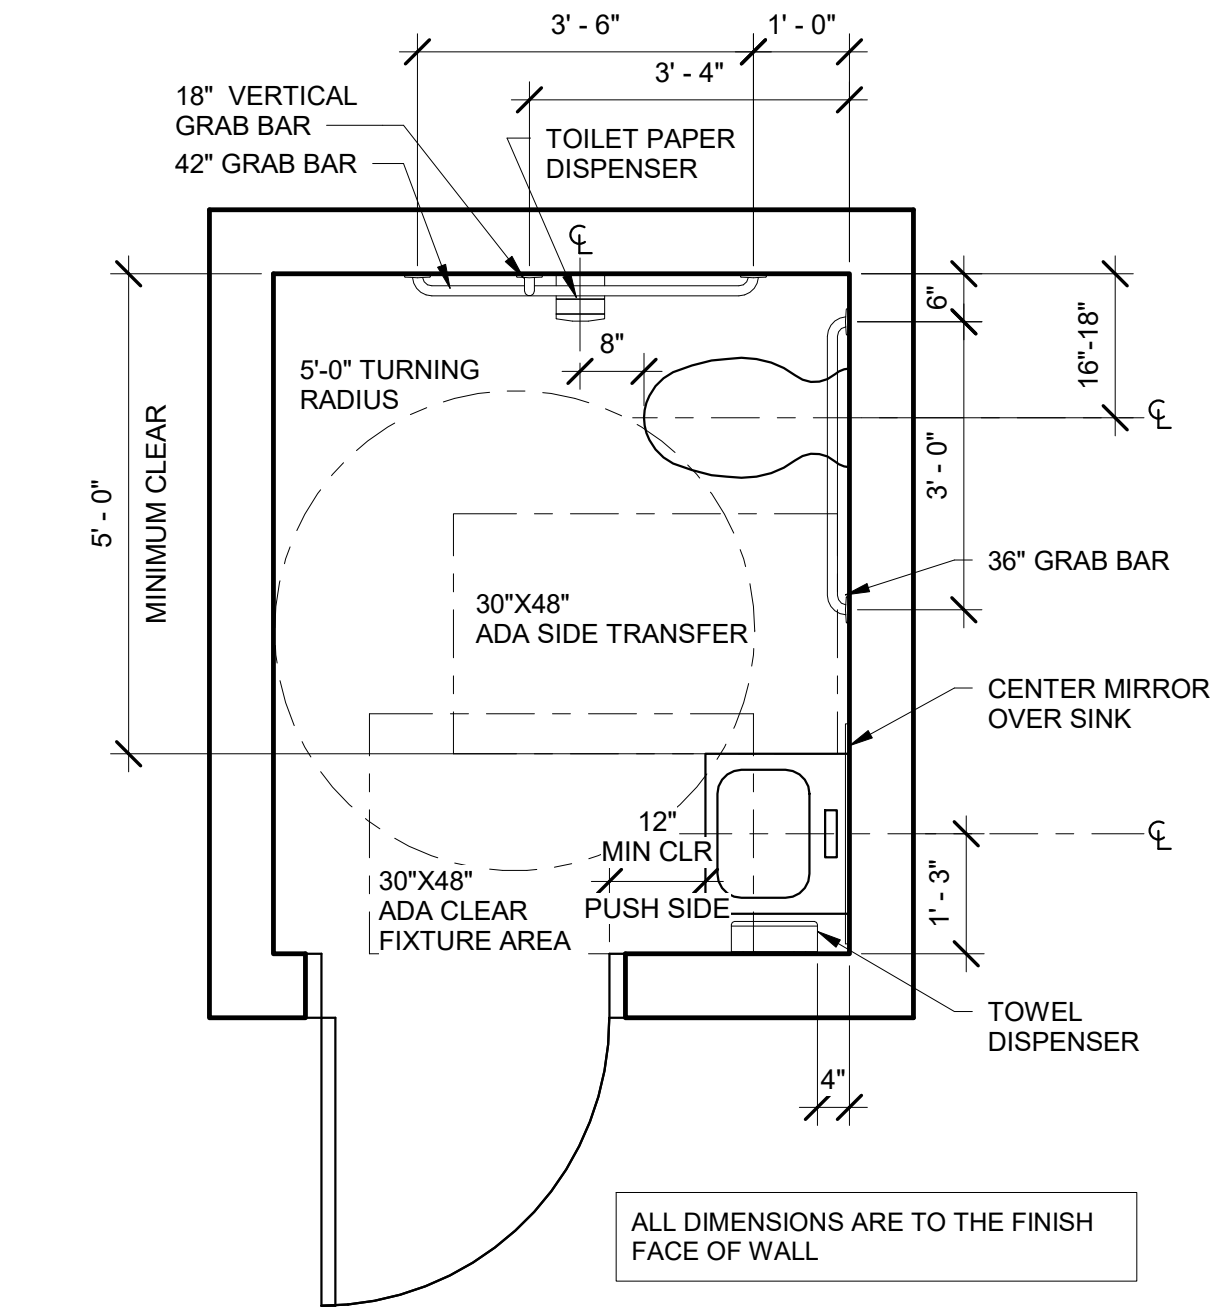 3' - 6"
1' - 0"
3' - 4"
18" VERTICAL
GRAB BAR
42" GRAB BAR
TOILET PAPER
DISPENSER
℄
8"
6"
16"-18"
5'-0" TURNING
RADIUS
℄
5' - 0"
MINIMUM CLEAR
3' - 0"
36" GRAB BAR
30"X48"
ADA SIDE TRANSFER
CENTER MIRROR
OVER SINK
12"
MIN CLR
PUSH SIDE
℄
1' - 3"
30"X48"
ADA CLEAR
FIXTURE AREA
TOWEL
DISPENSER
4"
ALL DIMENSIONS ARE TO THE FINISH
FACE OF WALL